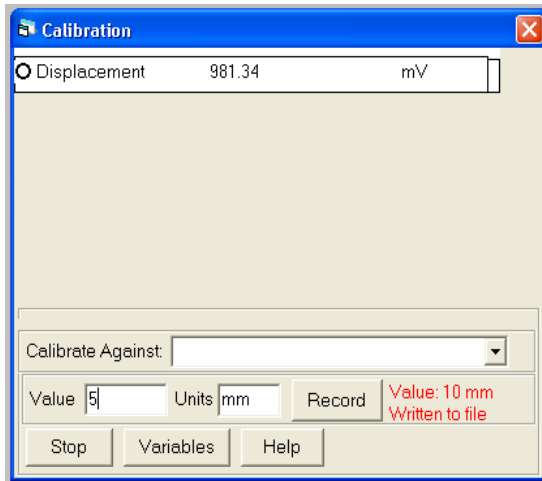 Calibration
Displacement 981.34 mV
Calibrate Against:
Value 5 Units mm Record Value: 10 mm
Written to file
Stop Variables Help